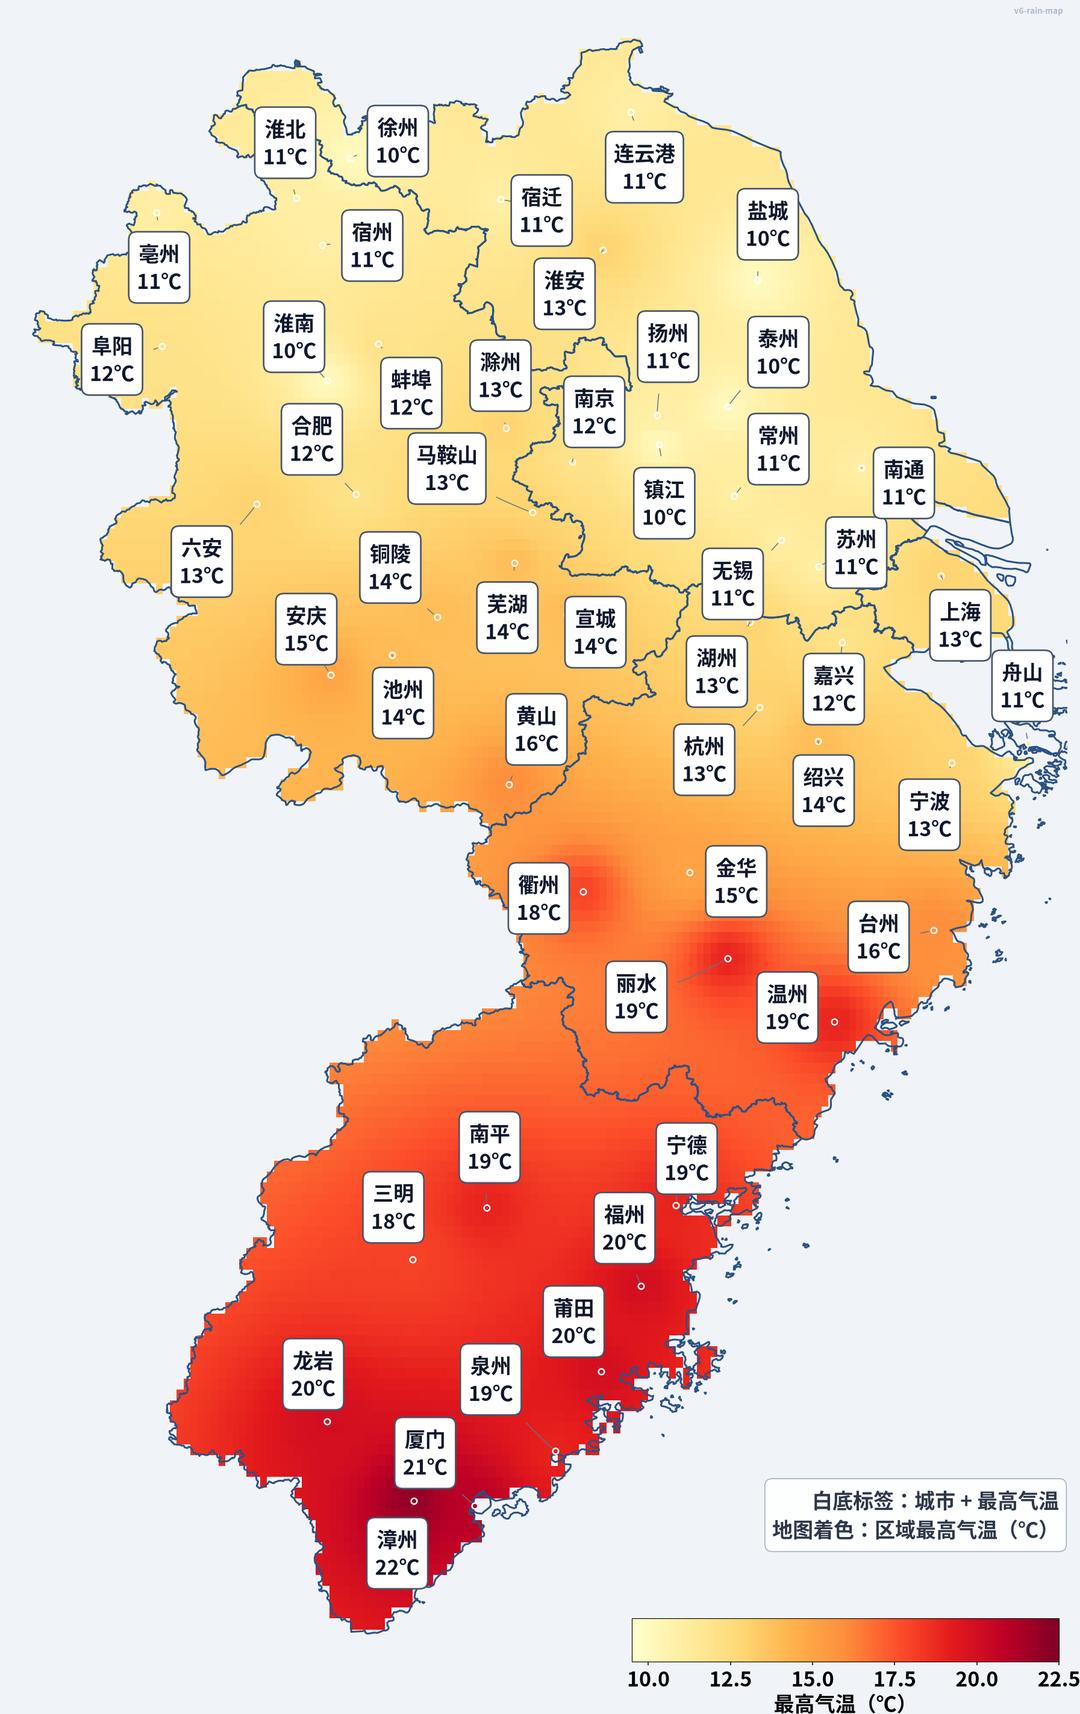 v6-rain-map
淮北
11℃
徐州
10℃
连云港
11℃
宿迁
11℃
盐城
10℃
宿州
11℃
亳州
11℃
淮安
13℃
淮南
10℃
扬州
11℃
泰州
10℃
阜阳
12℃
滁州
13℃
蚌埠
12℃
南京
12℃
合肥
12℃
马鞍山
13℃
常州
11℃
南通
11℃
镇江
10℃
苏州
11℃
六安
13℃
铜陵
14℃
无锡
11℃
芜湖
14℃
安庆
15℃
宣城
14℃
上海
13℃
湖州
13℃
嘉兴
12℃
舟山
11℃
池州
14℃
黄山
16℃
杭州
13℃
绍兴
14℃
宁波
13℃
衢州
18℃
金华
15℃
台州
16℃
丽水
19℃
温州
19℃
南平
19℃
宁德
19℃
三明
18℃
福州
20℃
莆田
20℃
龙岩
20℃
泉州
19℃
厦门
21℃
漳州
22℃
白底标签：城市 + 最高气温
地图着色：区域最高气温（℃）
10.0 12.5 15.0 17.5 20.0 22.5
最高气温（℃）